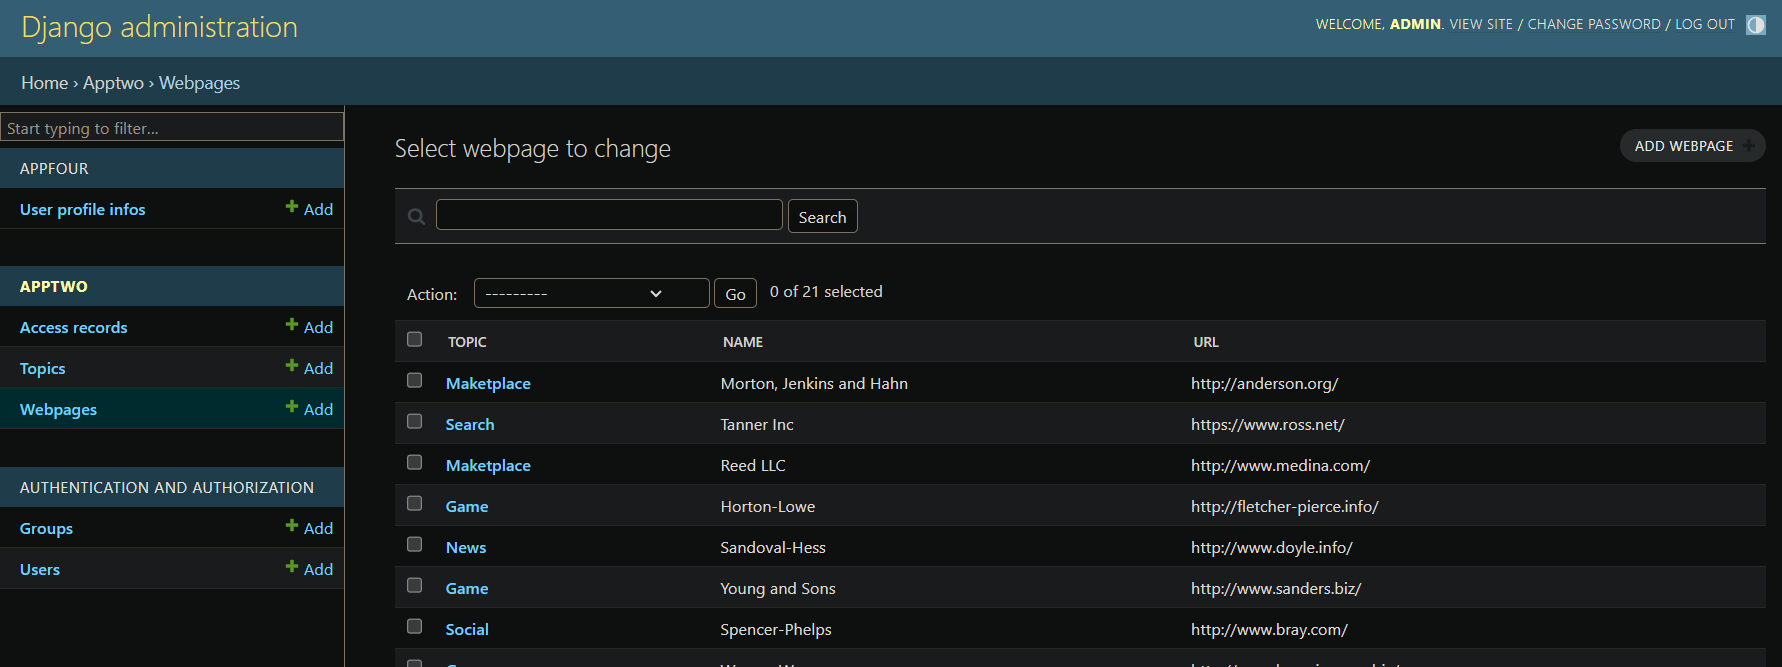 Django administration
WELCOME, ADMIN. VIEW SITE / CHANGE PASSWORD / LOG OUT
Home › Apptwo › Webpages
Start typing to filter...
APPFOUR
User profile infos Add
APPTWO
Access records Add
Topics Add
Webpages Add
AUTHENTICATION AND AUTHORIZATION
Groups Add
Users Add
Select webpage to change
ADD WEBPAGE
Search
Action: --------- Go 0 of 21 selected
TOPIC NAME URL
Maketplace Morton, Jenkins and Hahn http://anderson.org/
Search Tanner Inc https://www.ross.net/
Maketplace Reed LLC http://www.medina.com/
Game Horton-Lowe http://fletcher-pierce.info/
News Sandoval-Hess http://www.doyle.info/
Game Young and Sons http://www.sanders.biz/
Social Spencer-Phelps http://www.bray.com/